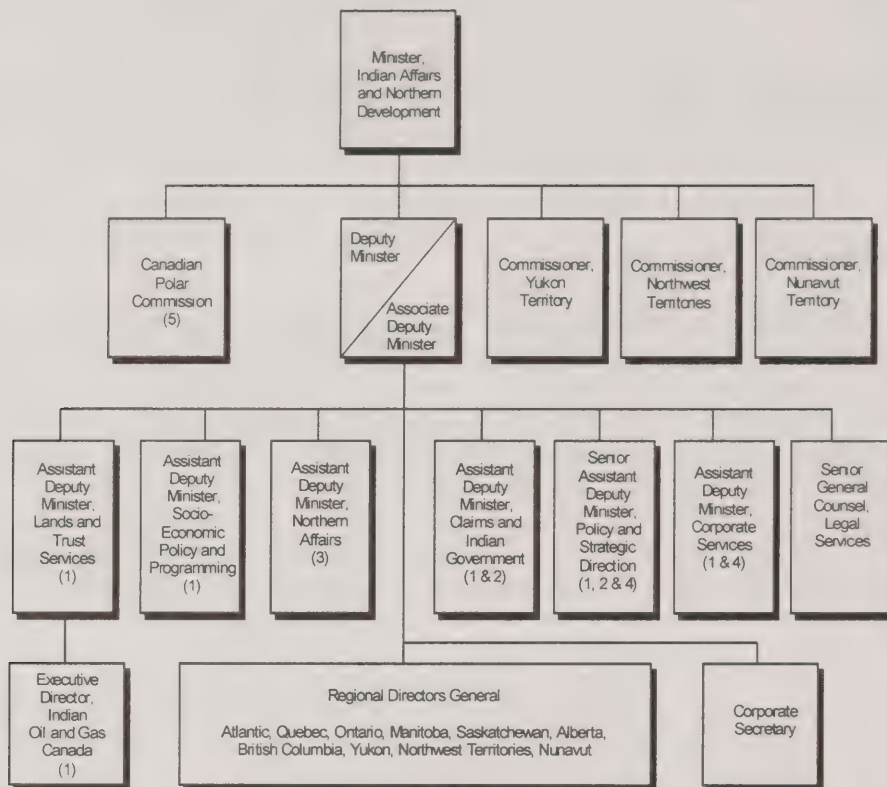 Minister,
Indian Affairs
and Northern
Development
Canadian
Polar
Commission
(5)
Deputy
Minister
Associate
Deputy
Minister
Commissioner,
Yukon
Territory
Commissioner,
Northwest
Territories
Commissioner,
Nunavut
Territory
Assistant
Deputy
Minister,
Lands and
Trust
Services
(1)
Assistant
Deputy
Minister,
Socio-
Economic
Policy and
Programming
(1)
Assistant
Deputy
Minister,
Northern
Affairs
(3)
Assistant
Deputy
Minister,
Claims and
Indian
Government
(1 & 2)
Senior
Assistant
Deputy
Minister,
Policy and
Strategic
Direction
(1, 2 & 4)
Assistant
Deputy
Minister,
Corporate
Services
(1 & 4)
Senior
General
Counsel,
Legal
Services
Executive
Director,
Indian
Oil and Gas
Canada
(1)
Regional Directors General
Atlantic, Quebec, Ontario, Manitoba, Saskatchewan, Alberta,
British Columbia, Yukon, Northwest Territories, Nunavut
Corporate
Secretary